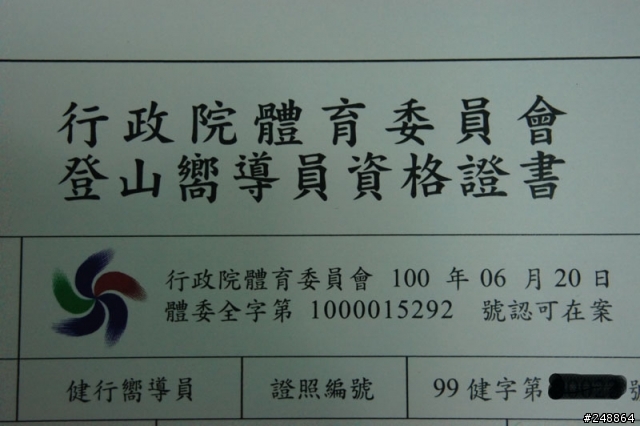 行政院體育委員會
登山嚮導員資格證書
行政院體育委員會 100 年 06 月 20 日
體委全字第 1000015292 號認可在案
健行嚮導員 證照編號 99 健字第 號
#248864